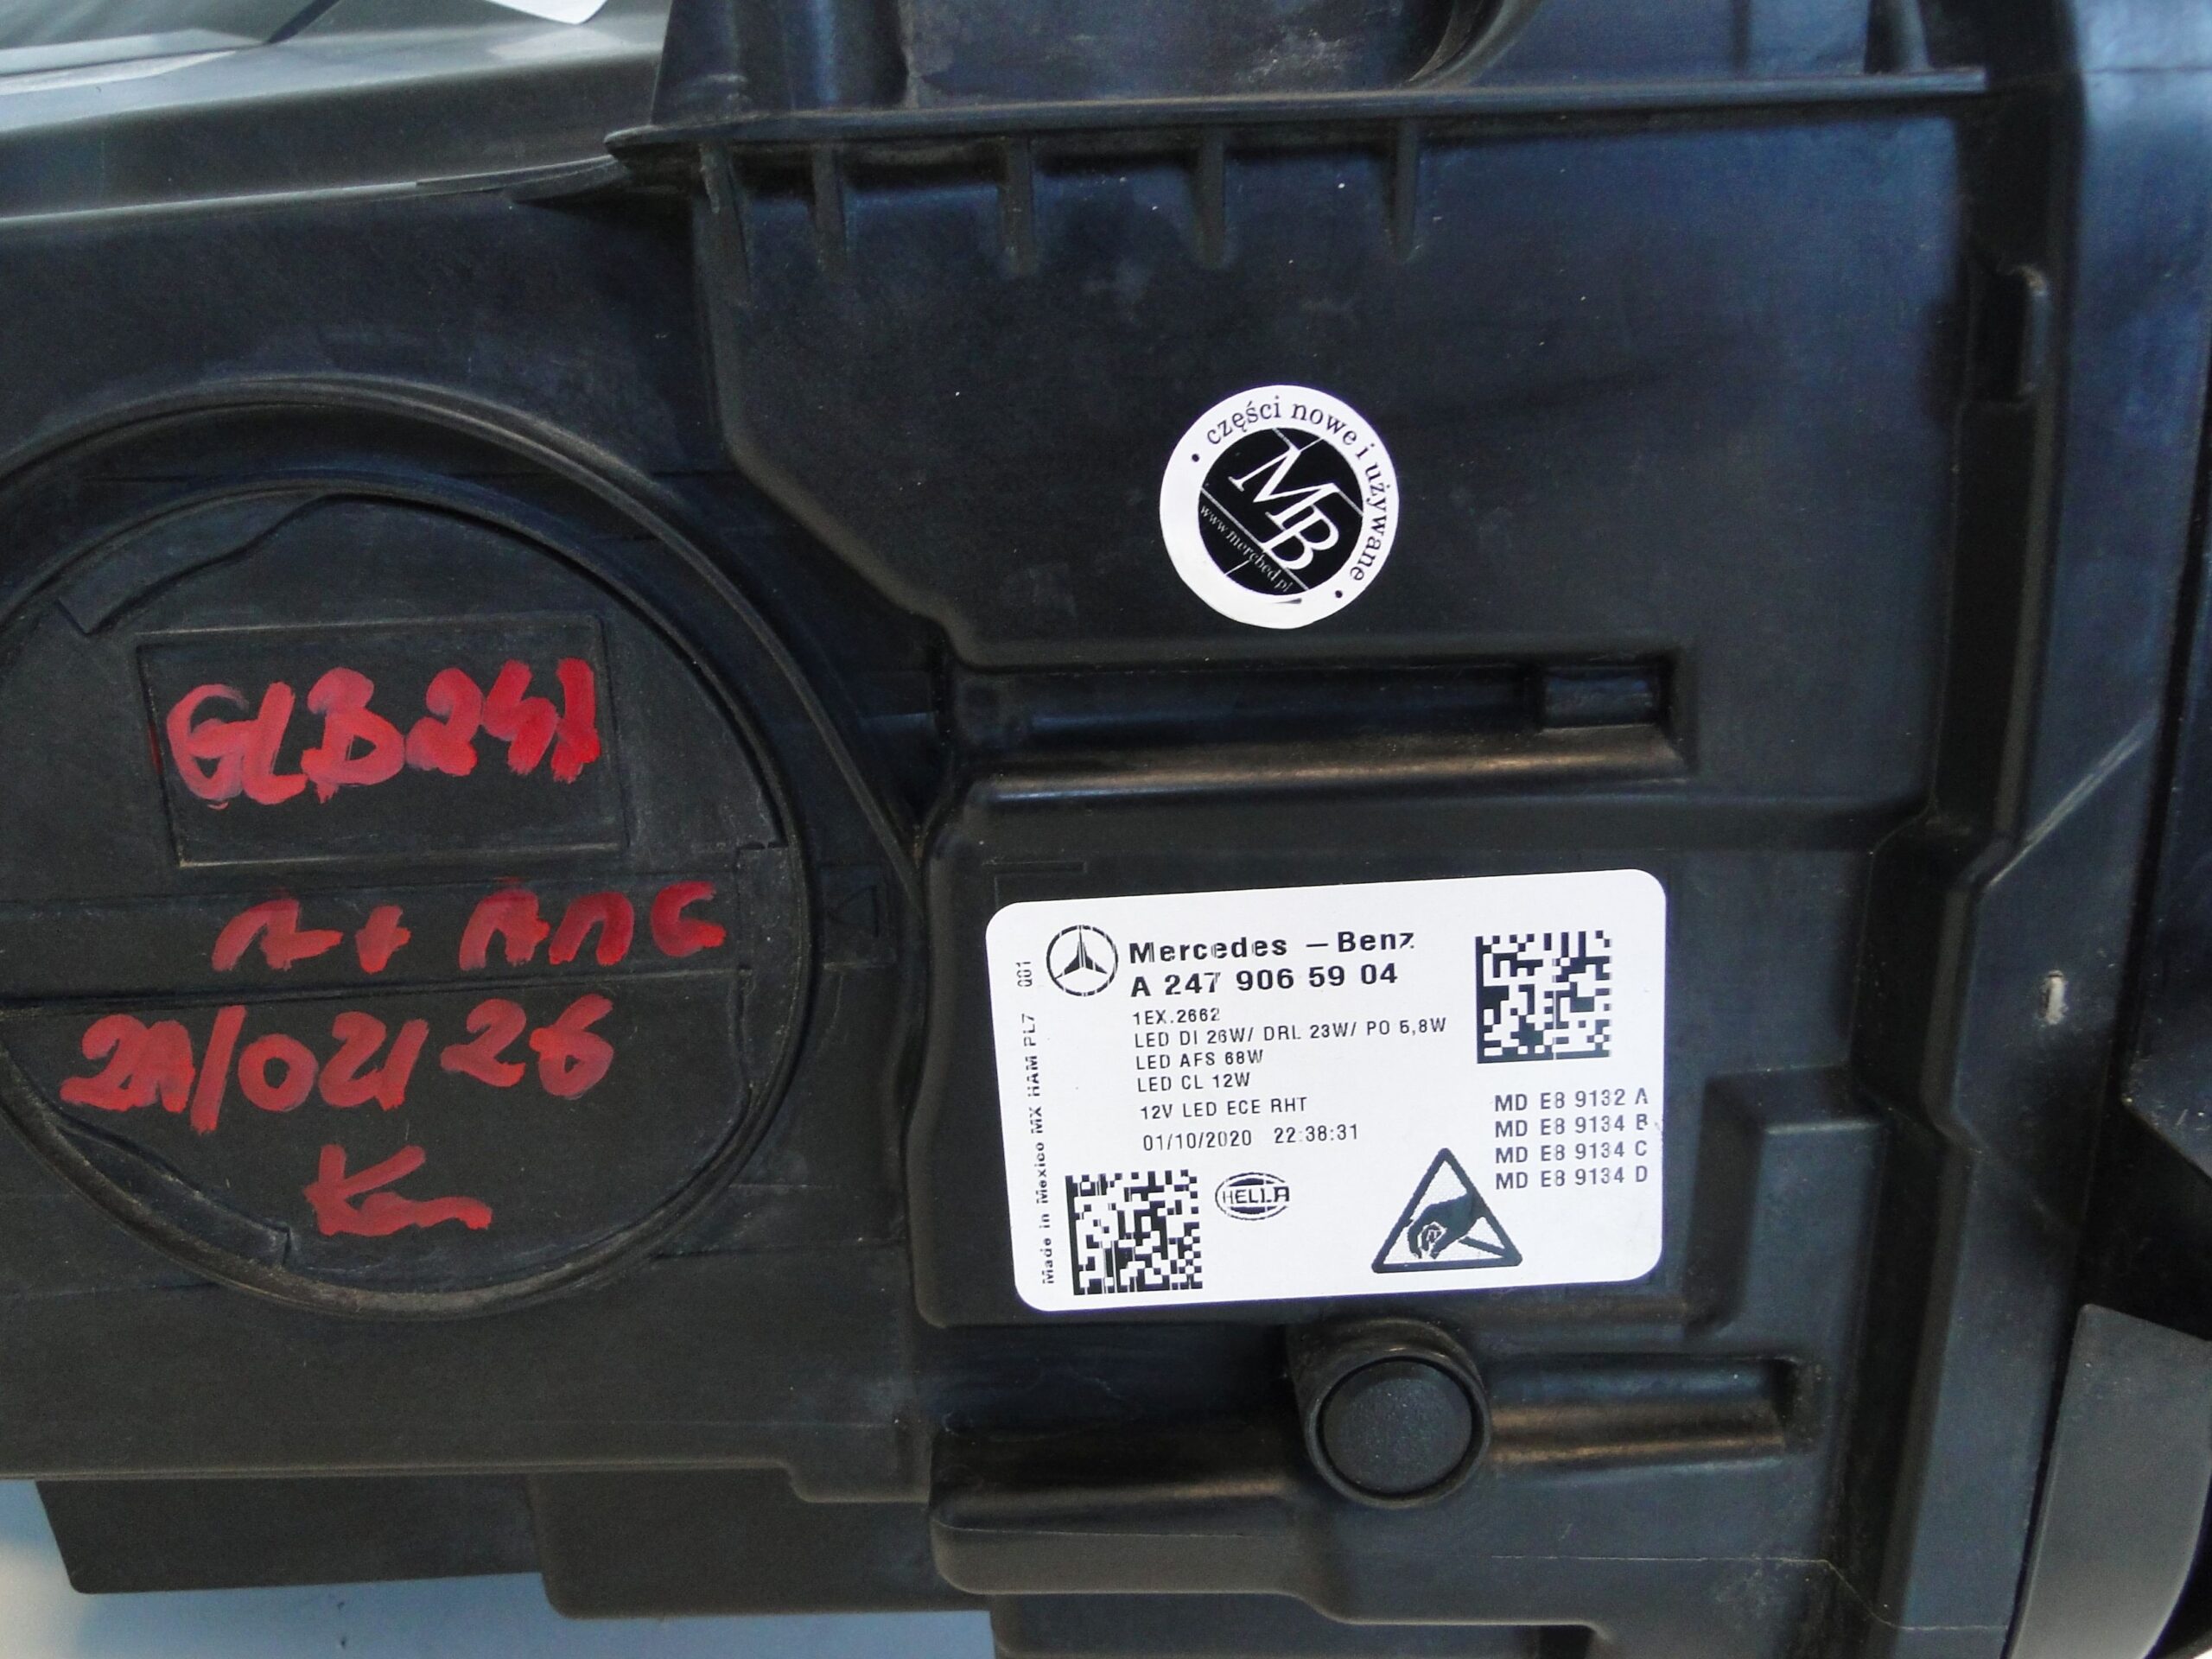 • części nowe i używane •
MB
www.merched.pl
GLB 247
AMG
21/02/26
Mercedes – Benz
A 247 906 59 04
1EX.2662
LED DI 26W/ DRL 23W/ PO 5,8W
LED AFS 68W
LED CL 12W
12V LED ECE RHT
01/10/2020 22:38:31
MD E8 9132 A
MD E8 9134 B
MD E8 9134 C
MD E8 9134 D
HELLA
Made in Mexico MX HAM PL7 001